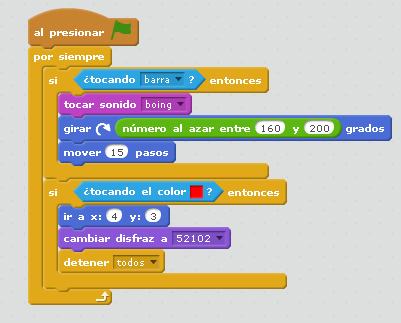 al presionar
por siempre
si ¿tocando barra ? entonces
tocar sonido boing
girar número al azar entre 160 y 200 grados
mover 15 pasos
si ¿tocando el color ? entonces
ir a x: 4 y: 3
cambiar disfraz a 52102
detener todos